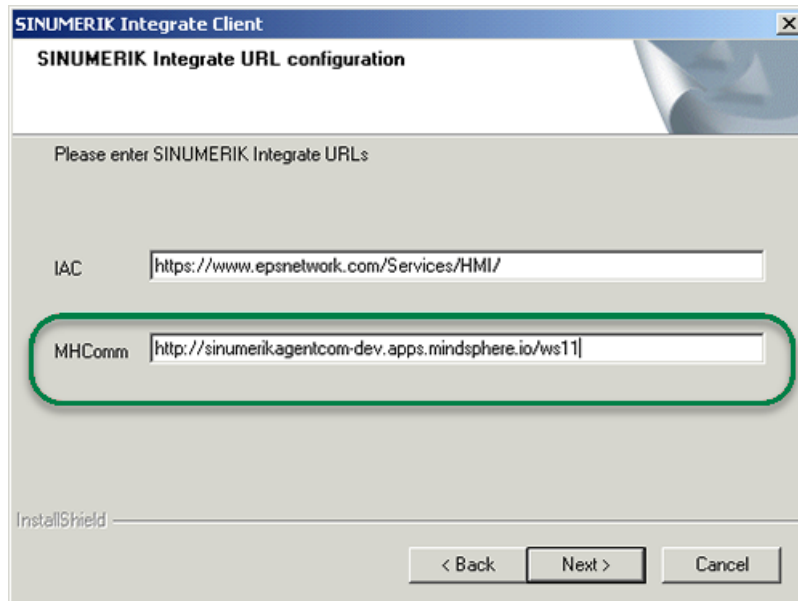 SINUMERIK Integrate Client
SINUMERIK Integrate URL configuration
Please enter SINUMERIK Integrate URLs
IAC https://www.epsnetwork.com/Services/HMI/
MHComm http://sinumerikagentcom-dev.apps.mindsphere.io/ws11
InstallShield
< Back Next > Cancel